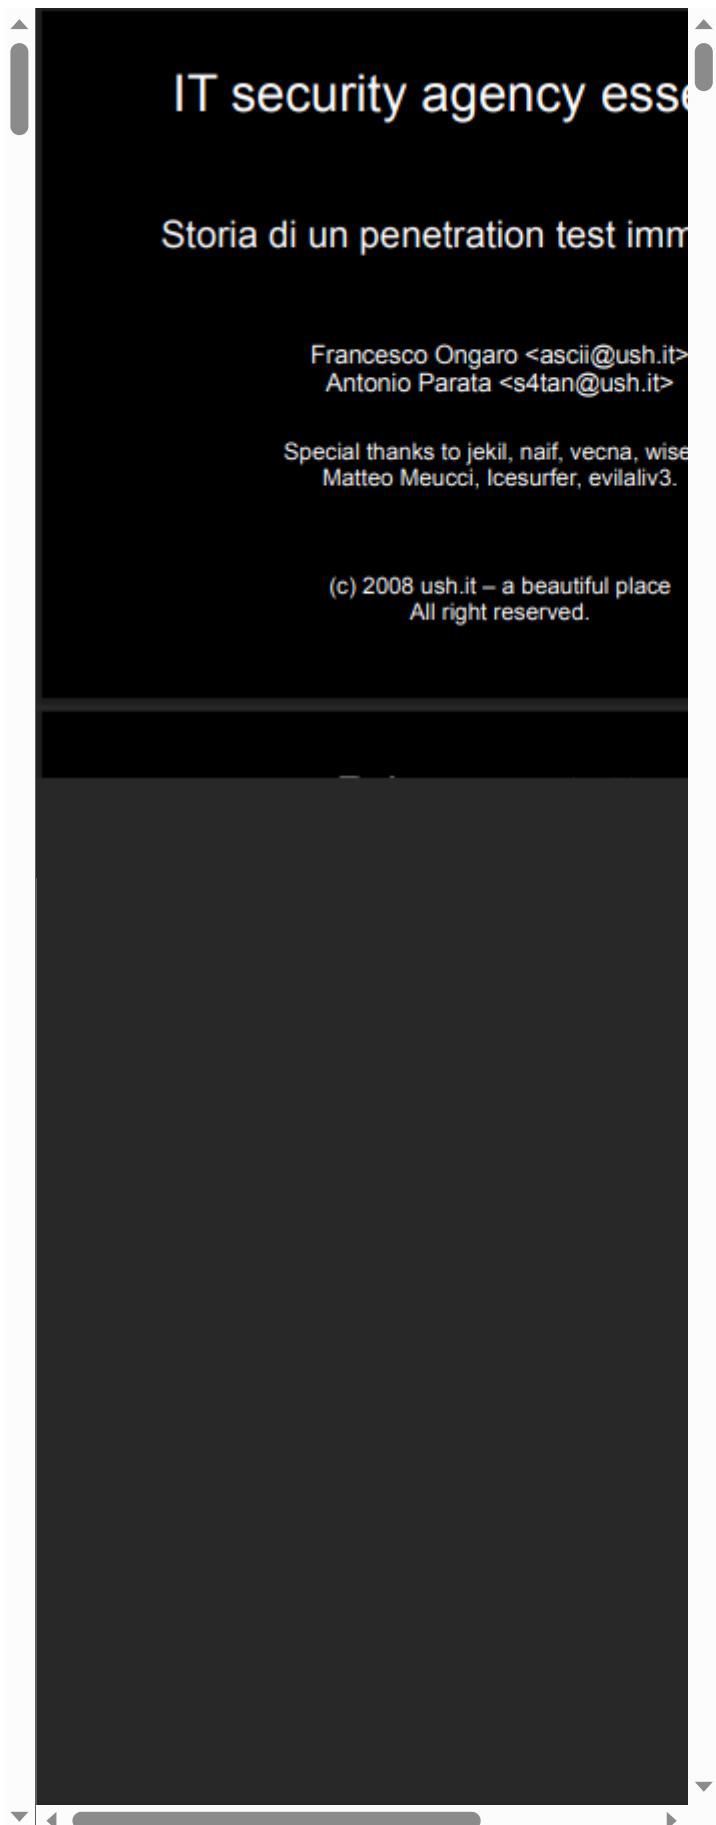 IT security agency esse
Storia di un penetration test imm
Francesco Ongaro <ascii@ush.it>
Antonio Parata <s4tan@ush.it>
Special thanks to jekil, naif, vecna, wise
Matteo Meucci, Icesurfer, evilaliv3.
(c) 2008 ush.it – a beautiful place
All right reserved.